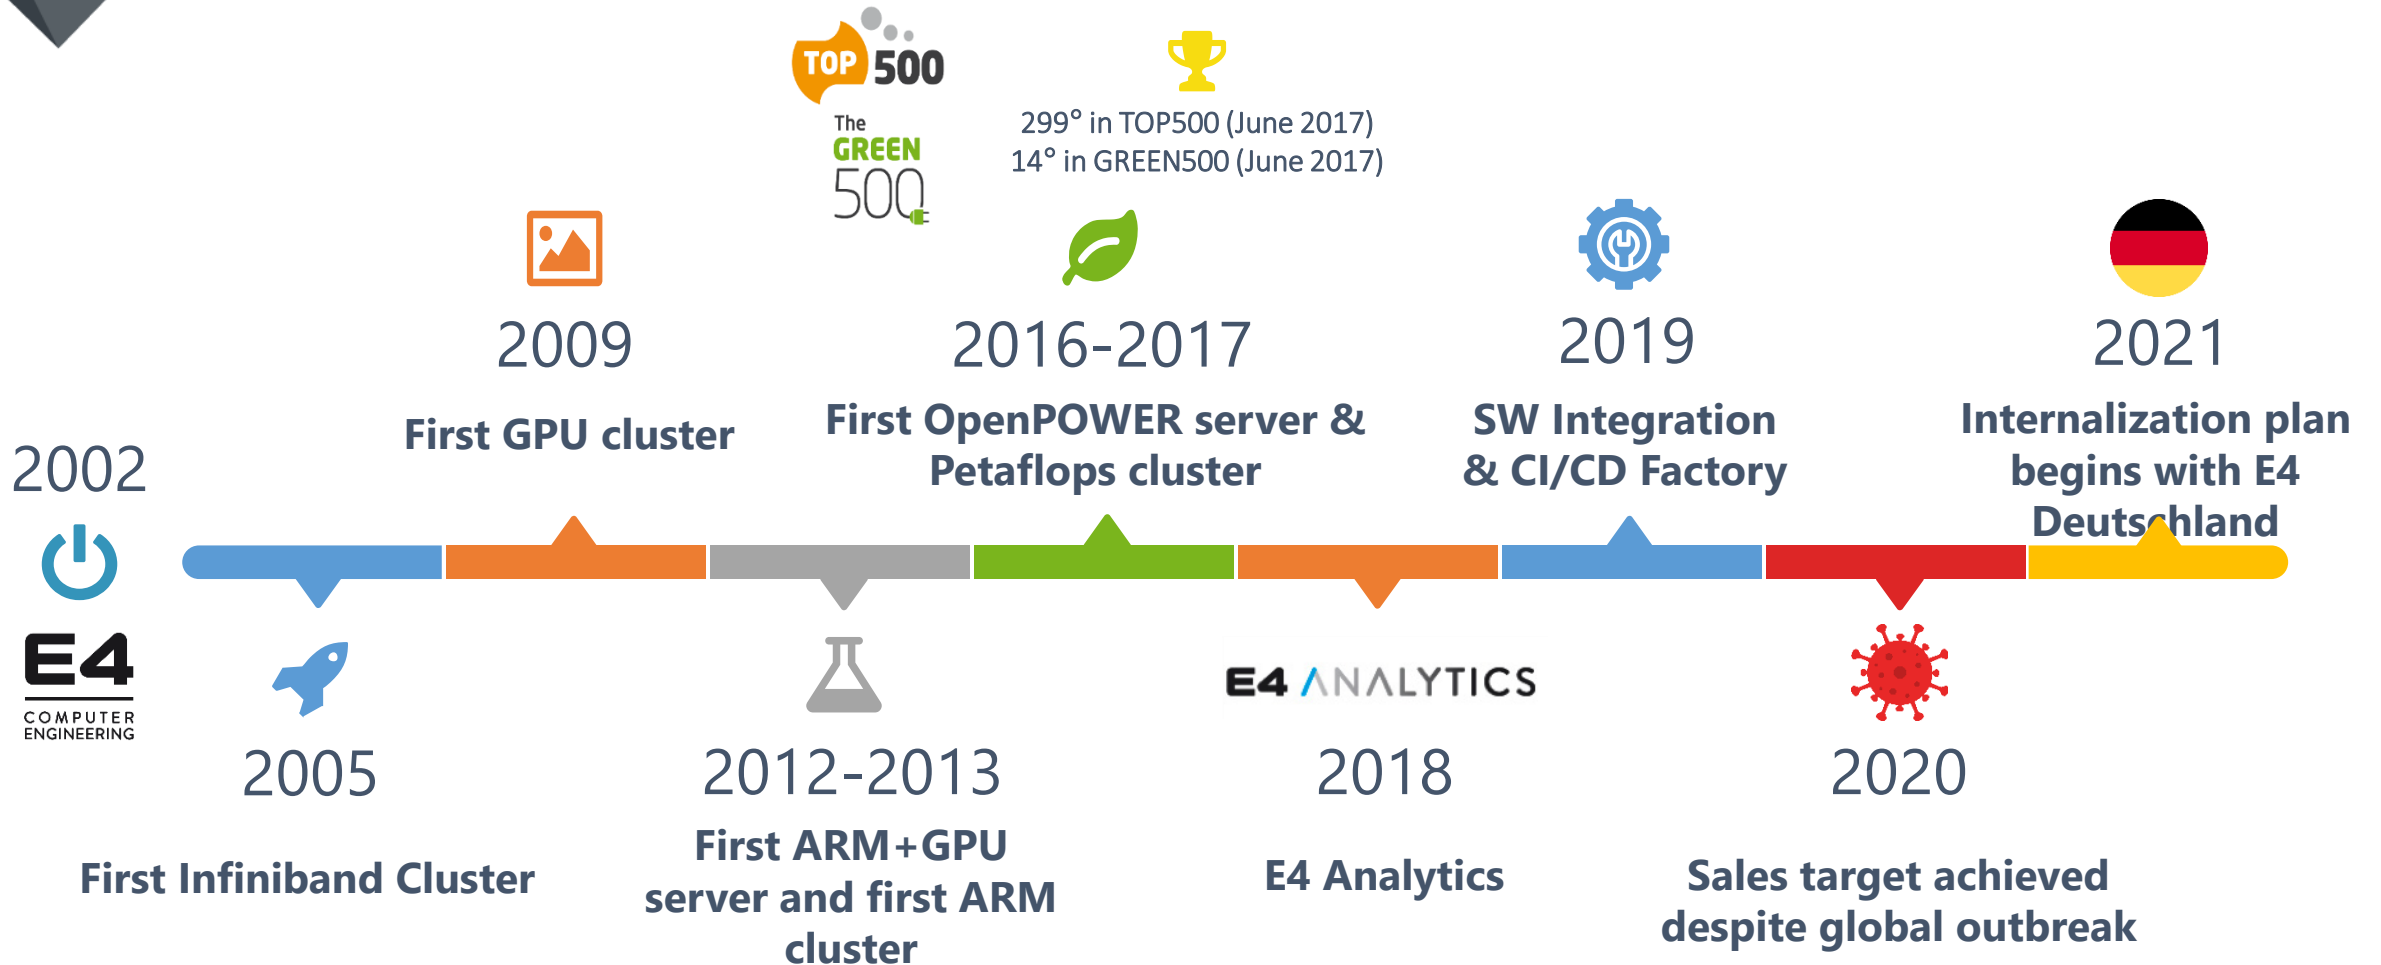 TOP 500
The
GREEN
500
299° in TOP500 (June 2017)
14° in GREEN500 (June 2017)
2002
E4
COMPUTER
ENGINEERING
2005
First Infiniband Cluster
2009
First GPU cluster
2012-2013
First ARM+GPU
server and first ARM
cluster
2016-2017
First OpenPOWER server &
Petaflops cluster
E4 ANALYTICS
2018
E4 Analytics
2019
SW Integration
& CI/CD Factory
2020
Sales target achieved
despite global outbreak
2021
Internalization plan
begins with E4
Deutschland